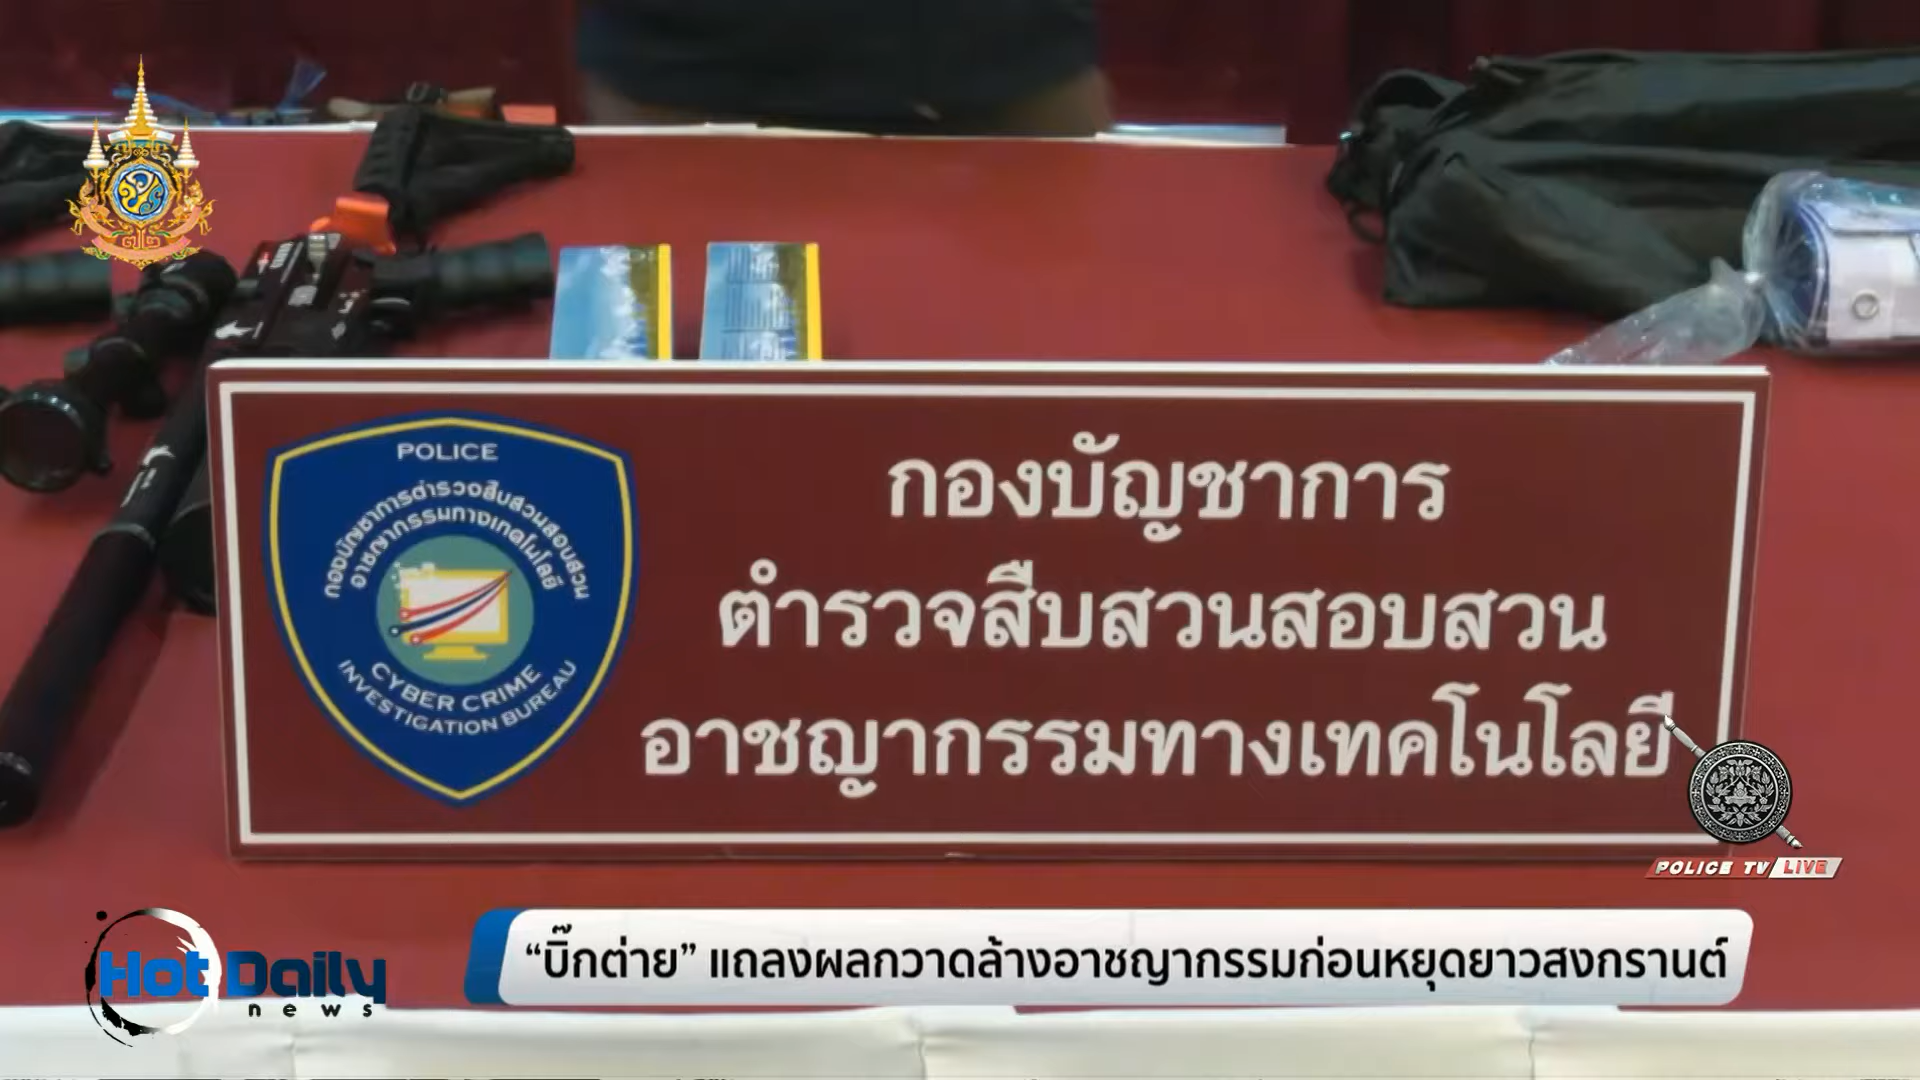 POLICE
กองบัญชาการตำรวจสืบสวนสอบสวน
อาชญากรรมทางเทคโนโลยี
CYBER CRIME
INVESTIGATION BUREAU
กองบัญชาการ
ตำรวจสืบสวนสอบสวน
อาชญากรรมทางเทคโนโลยี
POLICE TV LIVE
Hot Daily
news
“บิ๊กต่าย” แถลงผลกวาดล้างอาชญากรรมก่อนหยุดยาวสงกรานต์